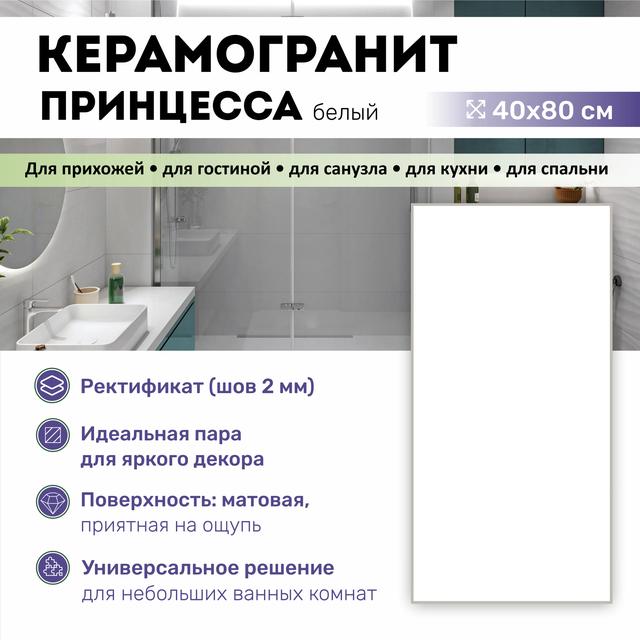 КЕРАМОГРАНИТ
ПРИНЦЕССА белый
40x80 см
Для прихожей • для гостиной • для санузла • для кухни • для спальни
Ректификат (шов 2 мм)
Идеальная пара
для яркого декора
Поверхность: матовая,
приятная на ощупь
Универсальное решение
для небольших ванных комнат